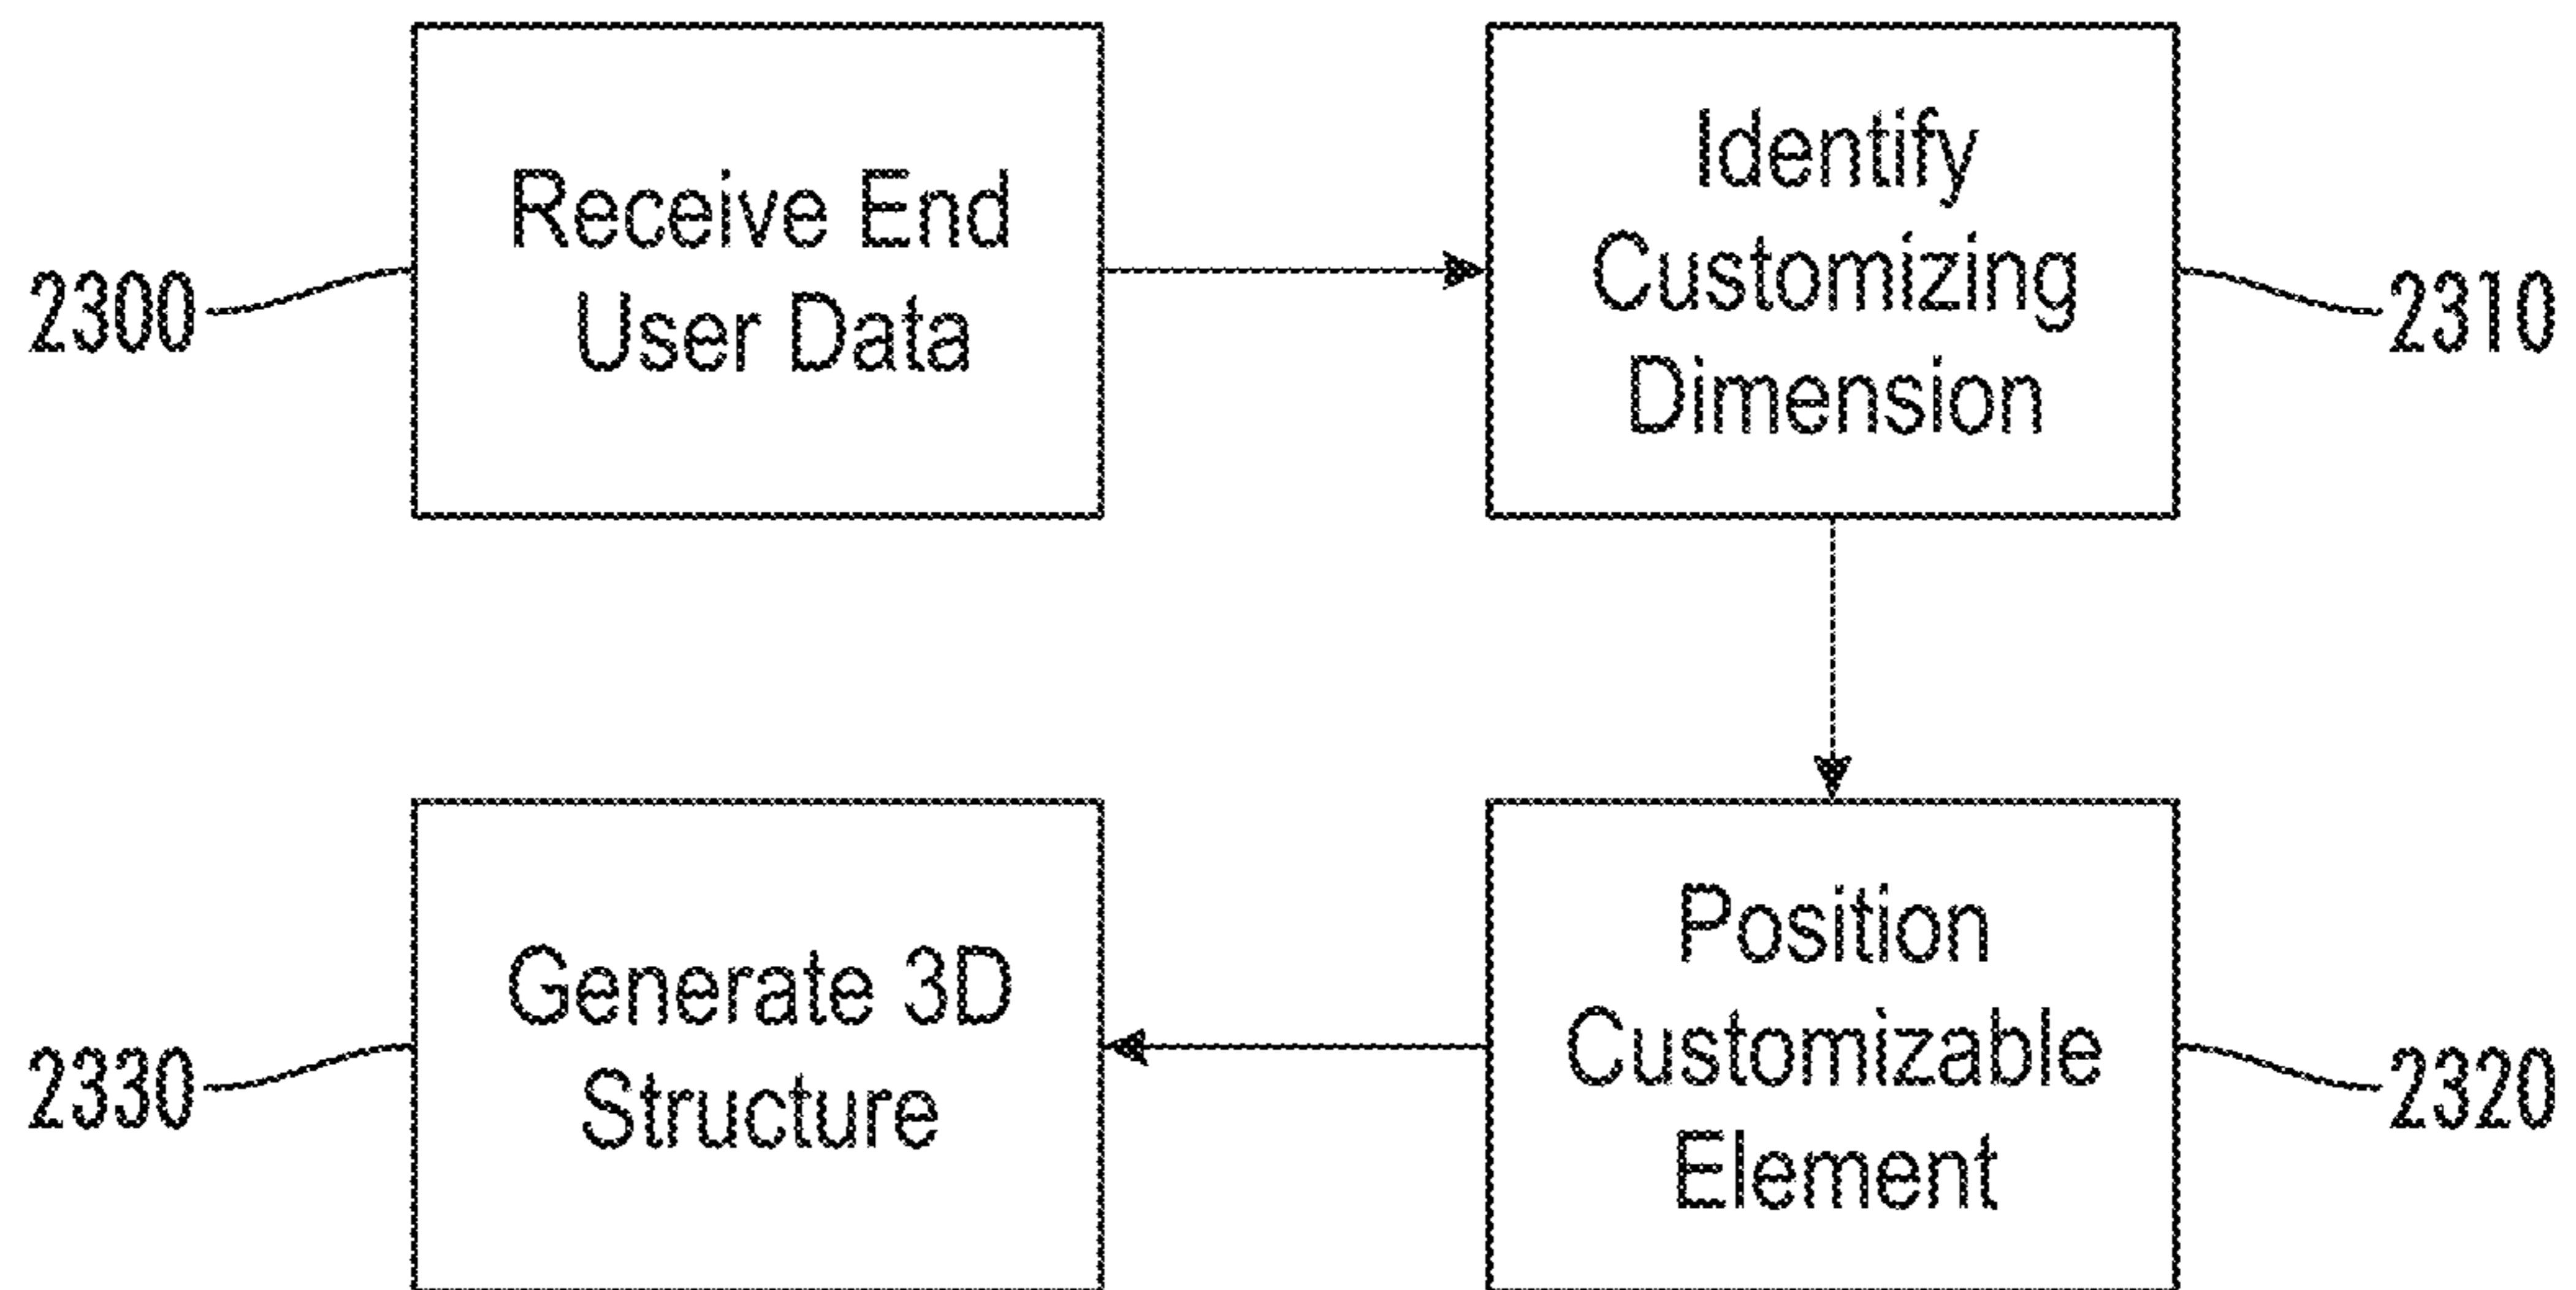 2300
Receive End
User Data
Identify
Customizing
Dimension
2310
2330
Generate 3D
Structure
Position
Customizable
Element
2320